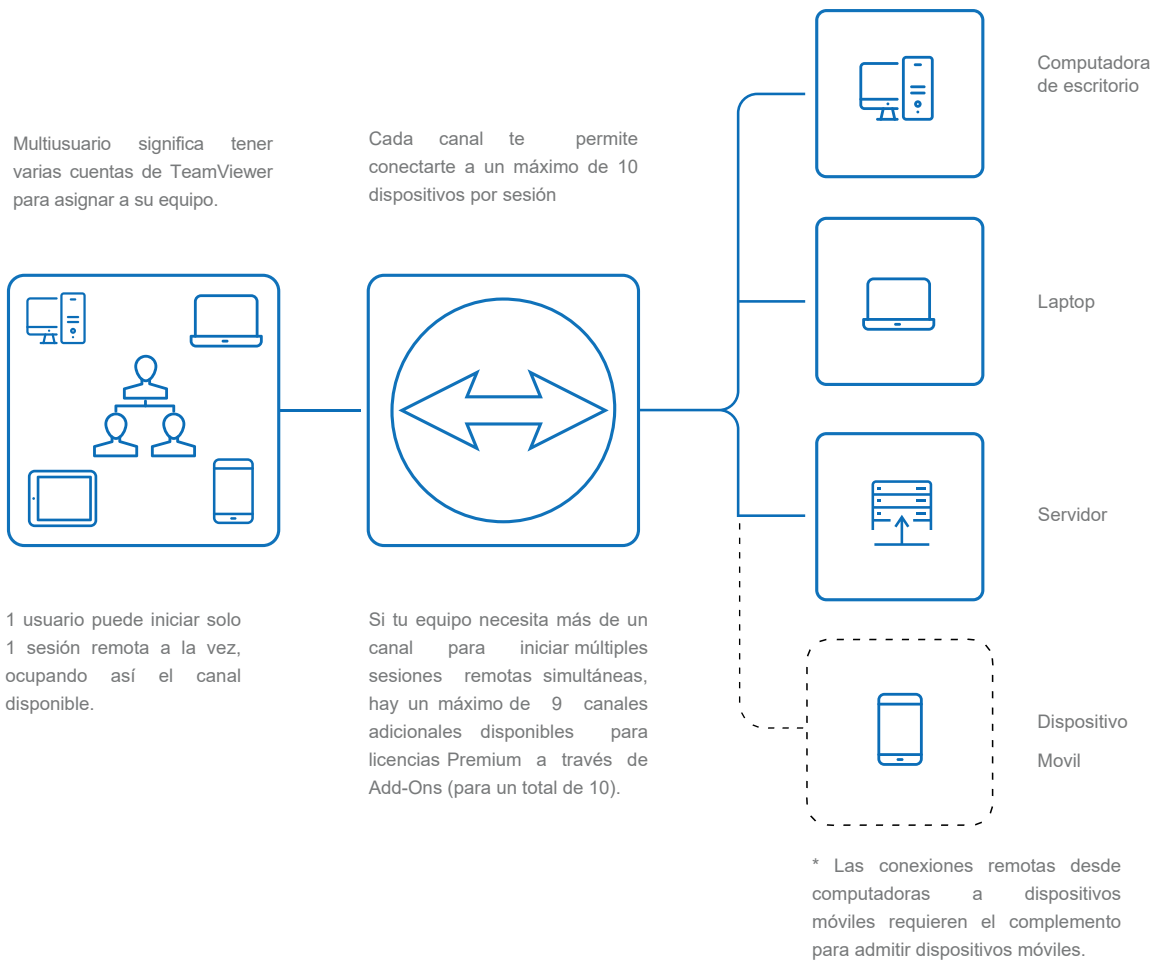 Multiusuario significa tener
varias cuentas de TeamViewer
para asignar a su equipo.
Cada canal te permite
conectarte a un máximo de 10
dispositivos por sesión
Computadora
de escritorio
Laptop
Servidor
1 usuario puede iniciar solo
1 sesión remota a la vez,
ocupando así el canal
disponible.
Si tu equipo necesita más de un
canal para iniciar múltiples
sesiones remotas simultáneas,
hay un máximo de 9 canales
adicionales disponibles para
licencias Premium a través de
Add-Ons (para un total de 10).
Dispositivo
Movil
* Las conexiones remotas desde
computadoras a dispositivos
móviles requieren el complemento
para admitir dispositivos móviles.